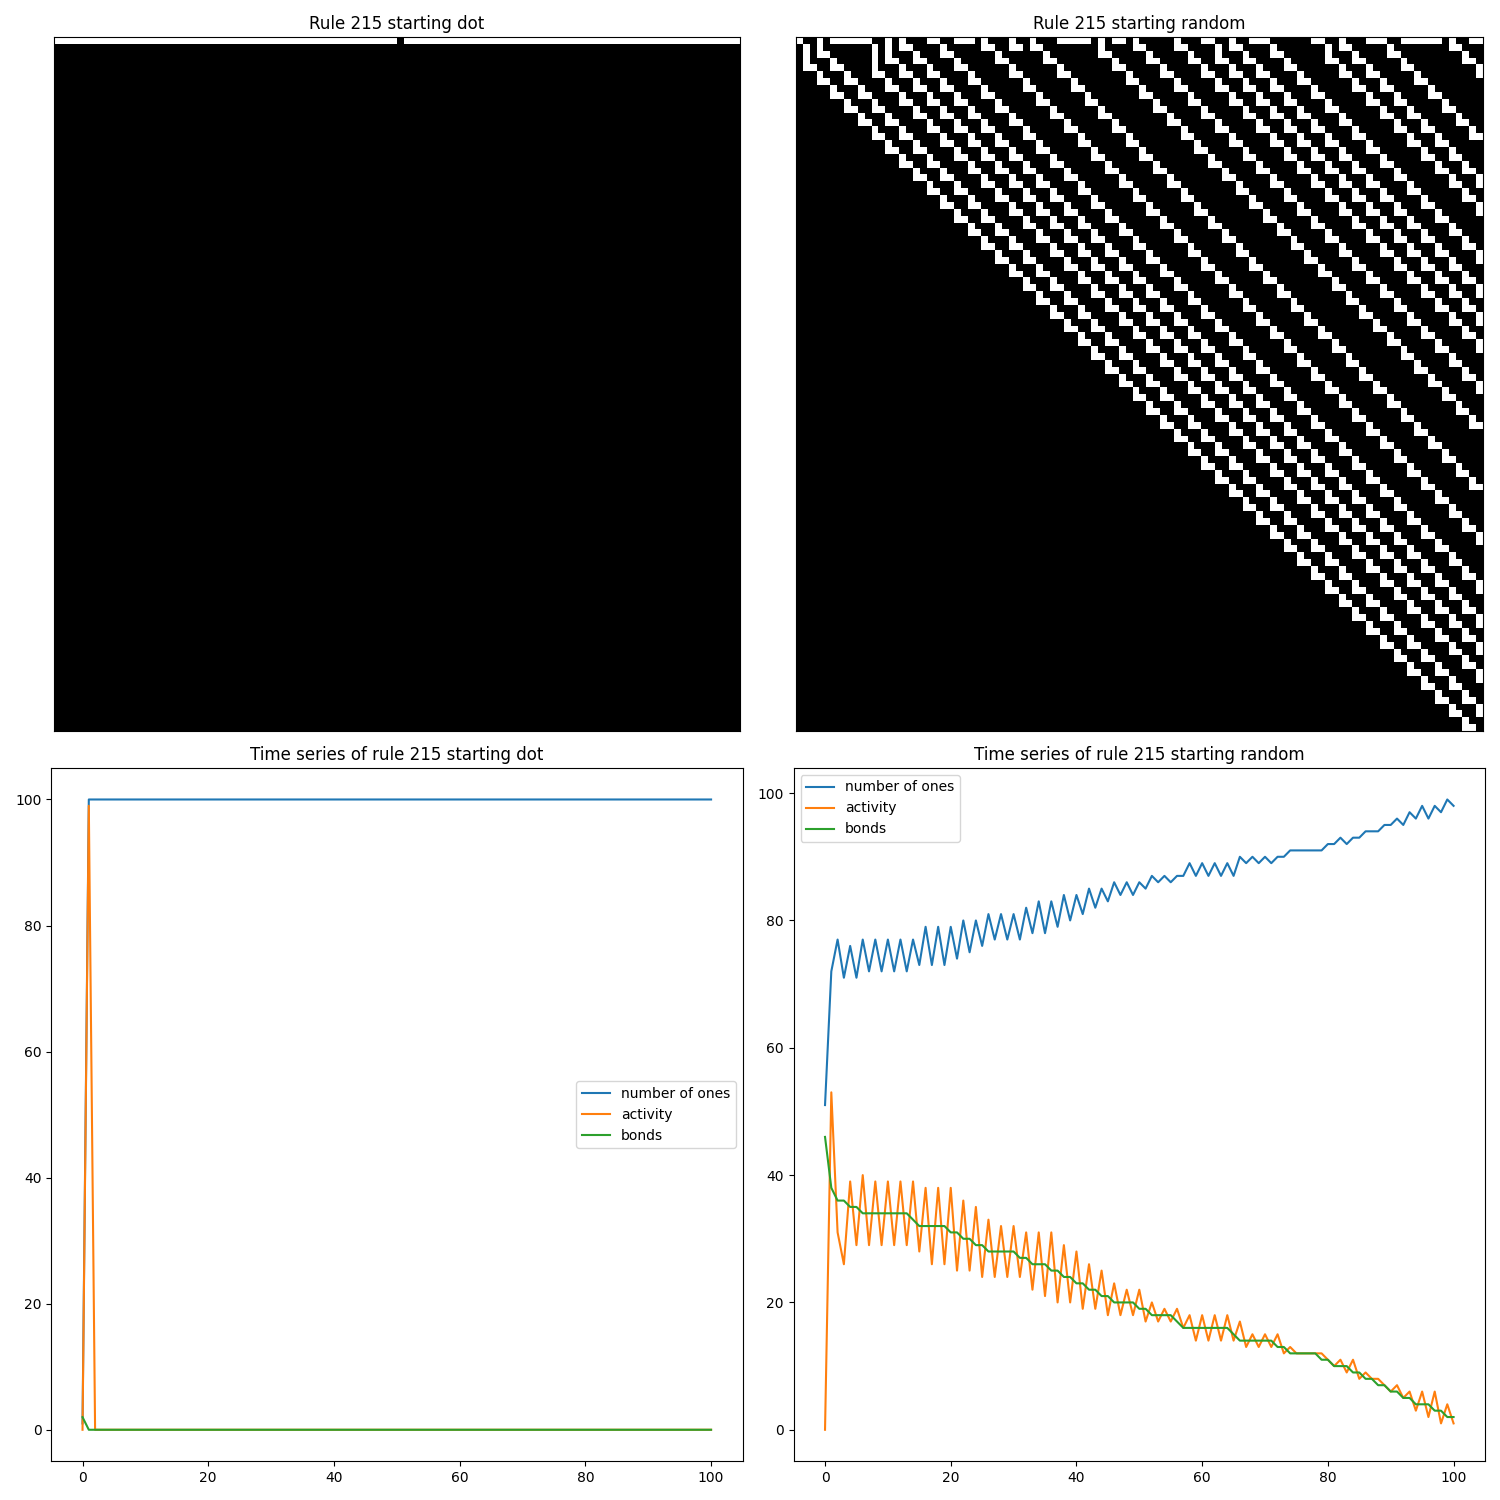 Rule 215 starting dot
Rule 215 starting random
Time series of rule 215 starting dot
100
80
60
40
20
0
0 20 40 60 80 100
number of ones
activity
bonds
Time series of rule 215 starting random
number of ones
activity
bonds
100
80
60
40
20
0
0 20 40 60 80 100